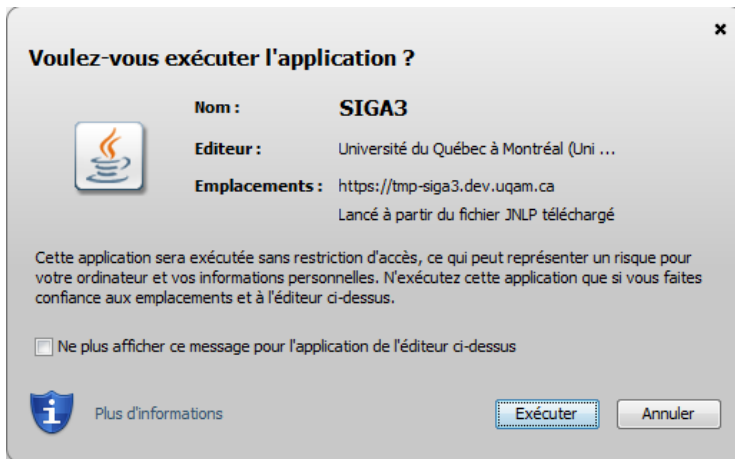 Voulez-vous exécuter l'application ?
Nom : SIGA3
Editeur : Université du Québec à Montréal (Uni ...
Emplacements : https://tmp-siga3.dev.uqam.ca
Lancé à partir du fichier JNLP téléchargé
Cette application sera exécutée sans restriction d'accès, ce qui peut représenter un risque pour
votre ordinateur et vos informations personnelles. N'exécutez cette application que si vous faites
confiance aux emplacements et à l'éditeur ci-dessus.
Ne plus afficher ce message pour l'application de l'éditeur ci-dessus
Plus d'informations Exécuter Annuler